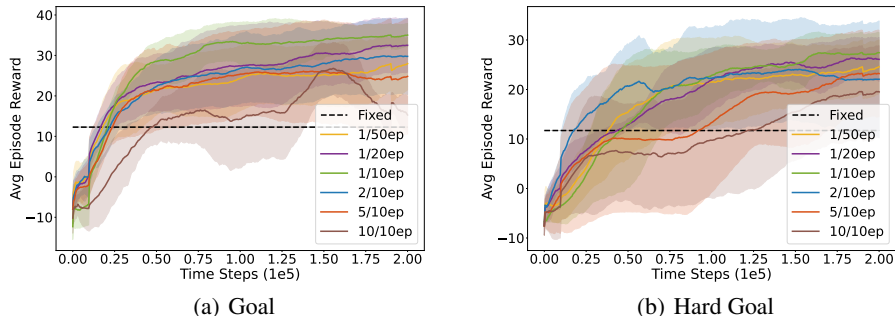 40
30
20
10
0
−10
Avg Episode Reward
Fixed
1/50ep
1/20ep
1/10ep
2/10ep
5/10ep
10/10ep
0.00 0.25 0.50 0.75 1.00 1.25 1.50 1.75 2.00
Time Steps (1e5)
(a) Goal
30
20
10
0
−10
Avg Episode Reward
Fixed
1/50ep
1/20ep
1/10ep
2/10ep
5/10ep
10/10ep
0.00 0.25 0.50 0.75 1.00 1.25 1.50 1.75 2.00
Time Steps (1e5)
(b) Hard Goal